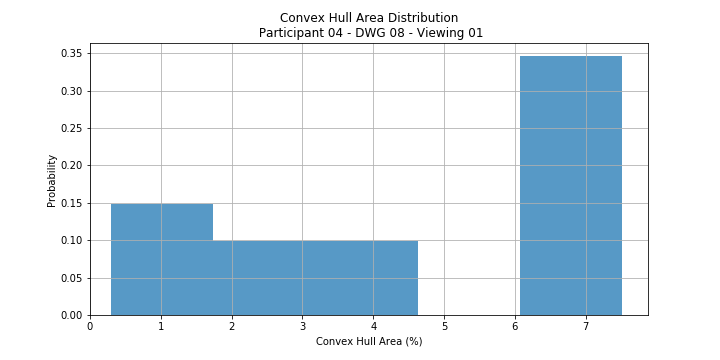 Convex Hull Area Distribution
Participant 04 - DWG 08 - Viewing 01
0.35
0.30
0.25
0.20
0.15
0.10
0.05
0.00
Probability
0 1 2 3 4 5 6 7
Convex Hull Area (%)